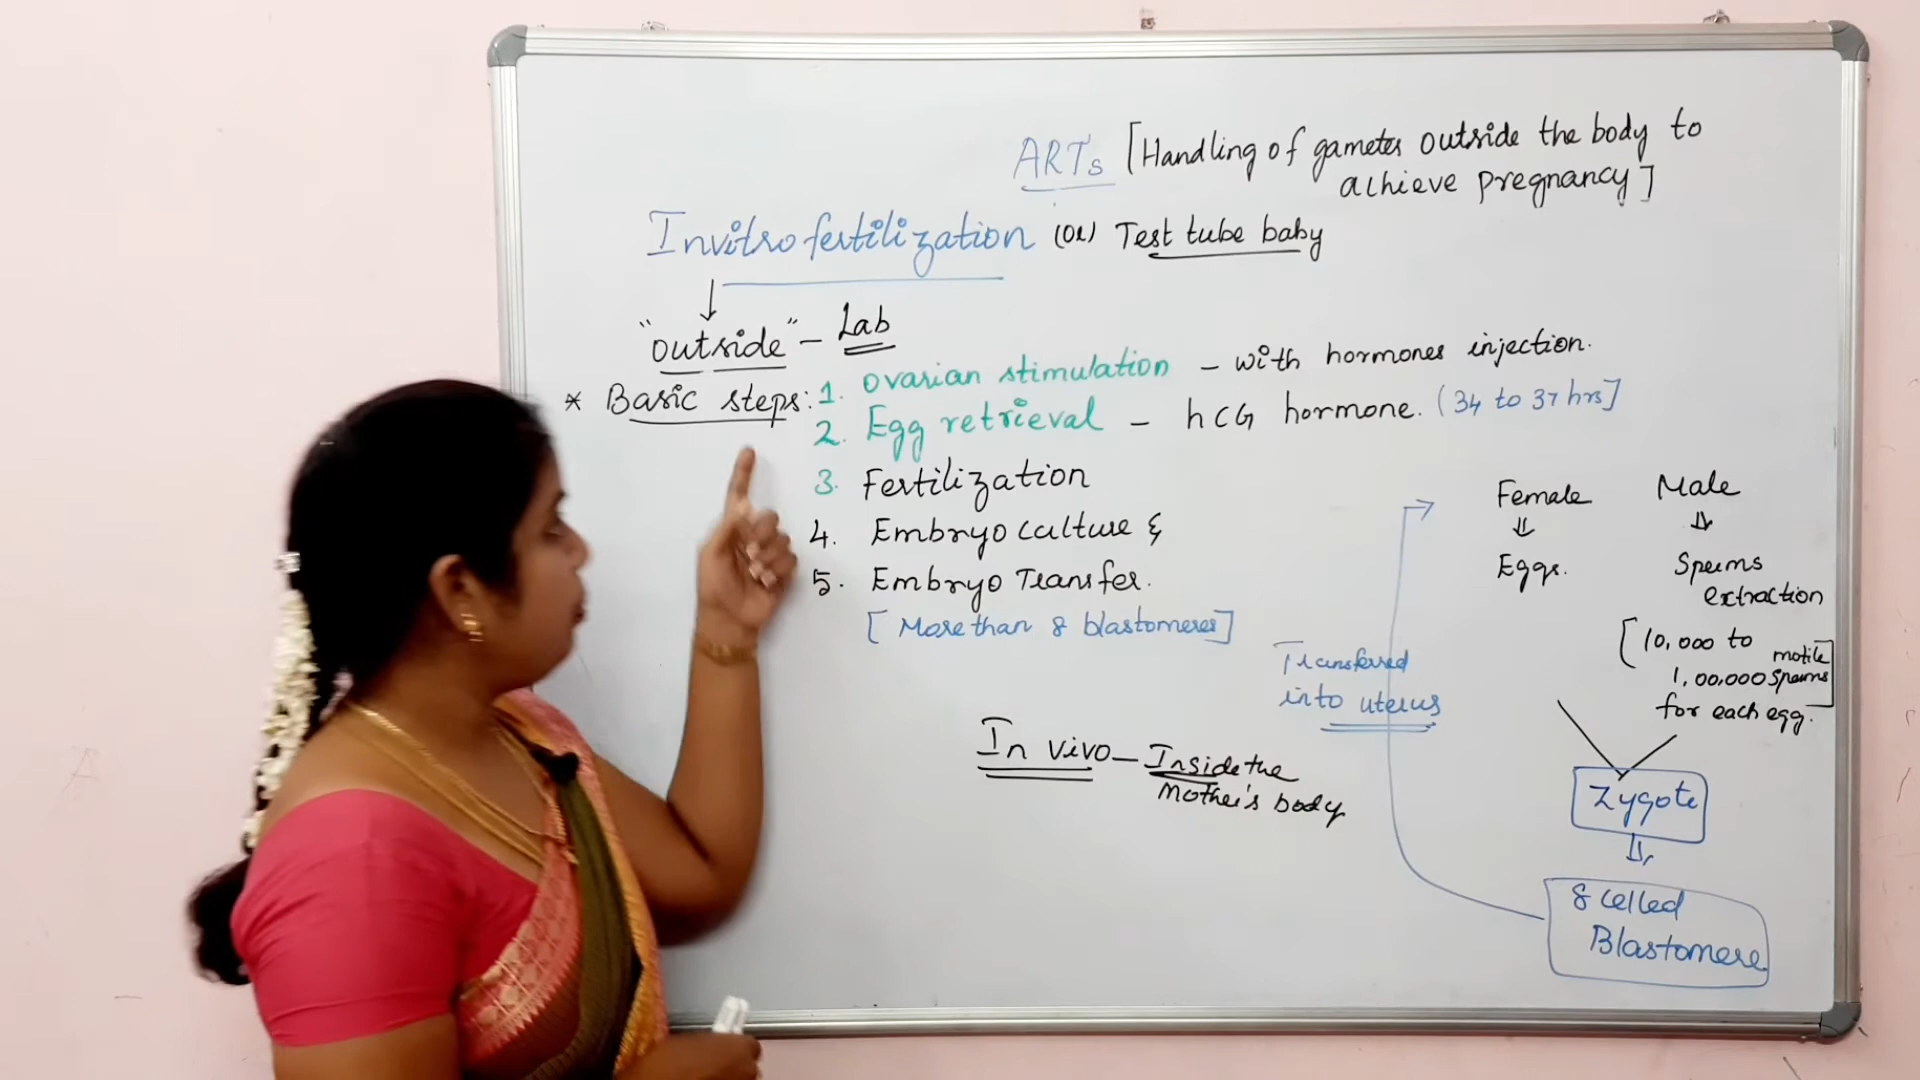 ARTs [Handling of gametes outside the body to
achieve pregnancy]
Invitro fertilization (or) Test tube baby
"outside" - Lab
* Basic steps: 1. ovarian stimulation - with hormones injection.
2. Egg retrieval - hCG hormone. (34 to 37 hrs]
3. Fertilization
4. Embryo culture &
5. Embryo Transfer.
[More than 8 blastomeres]
In vivo - Inside the
Mother's body
Female Male
Eggs. Sperms
extraction
[10,000 to motile
1,00,000 sperms]
for each egg.
Transferred
into uterus
Zygote
8 celled
Blastomere